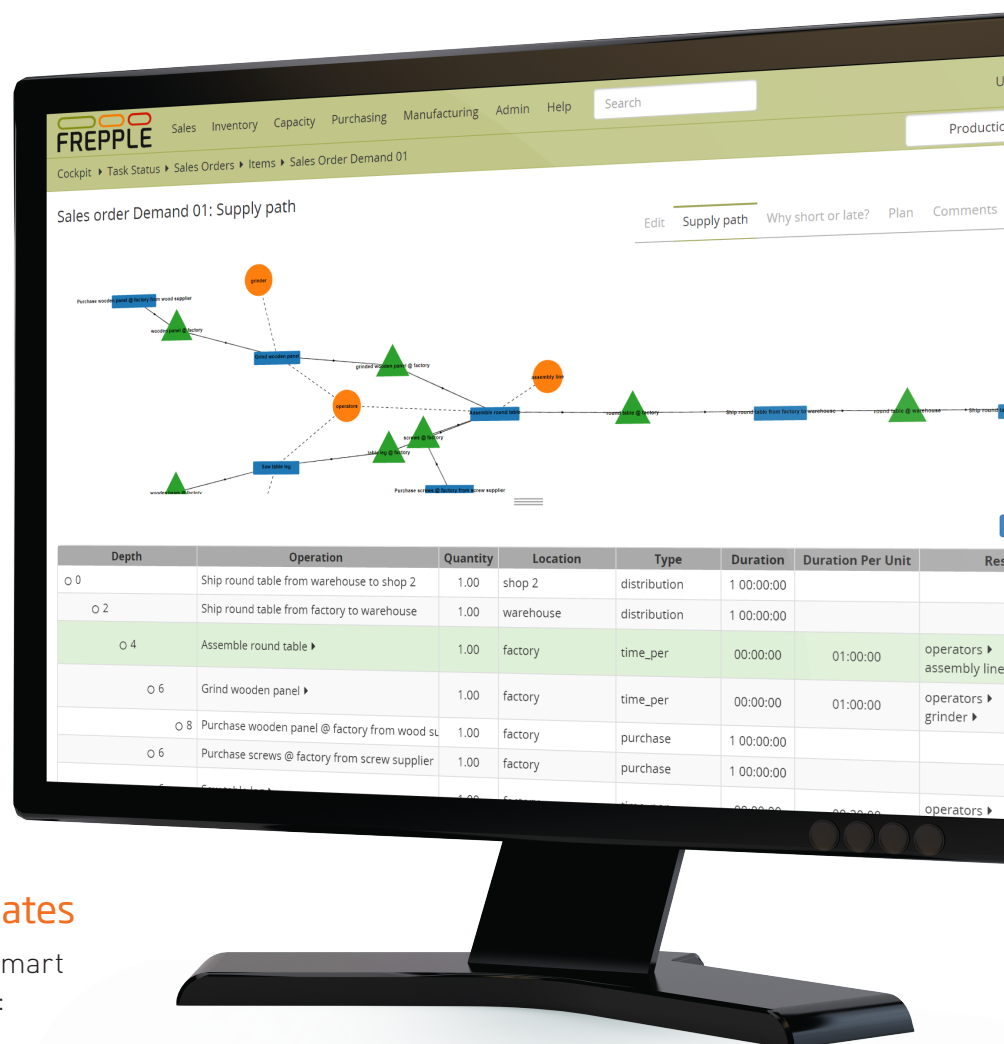 U
FREPPLE Sales Inventory Capacity Purchasing Manufacturing Admin Help Search
Productio
Cockpit Task Status Sales Orders Items Sales Order Demand 01
Sales order Demand 01: Supply path
Edit Supply path Why short or late? Plan Comments
grinder
Purchase wooden panel @ factory from wood supplier
wooden panel @ factory
Grind wooden panel
grinded wooden panel @ factory
assembly line
operators
Assemble round table
round table @ factory
Ship round table from factory to warehouse
round table @ warehouse
Ship round ta
screws @ factory
table leg @ factory
Saw table leg
Purchase screws @ factory from screw supplier
Depth Operation Quantity Location Type Duration Duration Per Unit Res
0 Ship round table from warehouse to shop 2 1.00 shop 2 distribution 1 00:00:00
2 Ship round table from factory to warehouse 1.00 warehouse distribution 1 00:00:00
4 Assemble round table 1.00 factory time_per 00:00:00 01:00:00 operators
assembly line
6 Grind wooden panel 1.00 factory time_per 00:00:00 01:00:00 operators
grinder
8 Purchase wooden panel @ factory from wood su 1.00 factory purchase 1 00:00:00
6 Purchase screws @ factory from screw supplier 1.00 factory purchase 1 00:00:00
operators
ates
mart